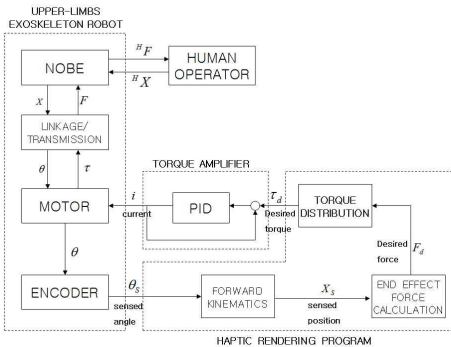 UPPER-LIMBS
EXOSKELETON ROBOT
NOBE
ᴴF
ᴴX
HUMAN
OPERATOR
x
F
LINKAGE/
TRANSMISSION
θ
τ
MOTOR
θ
ENCODER
TORQUE AMPLIFIER
i
current
PID
τd
Desired
torque
TORQUE
DISTRIBUTION
Desired
force
Fd
θS
sensed
angle
FORWARD
KINEMATICS
XS
sensed
position
END EFFECT
FORCE
CALCULATION
HAPTIC RENDERING PROGRAM